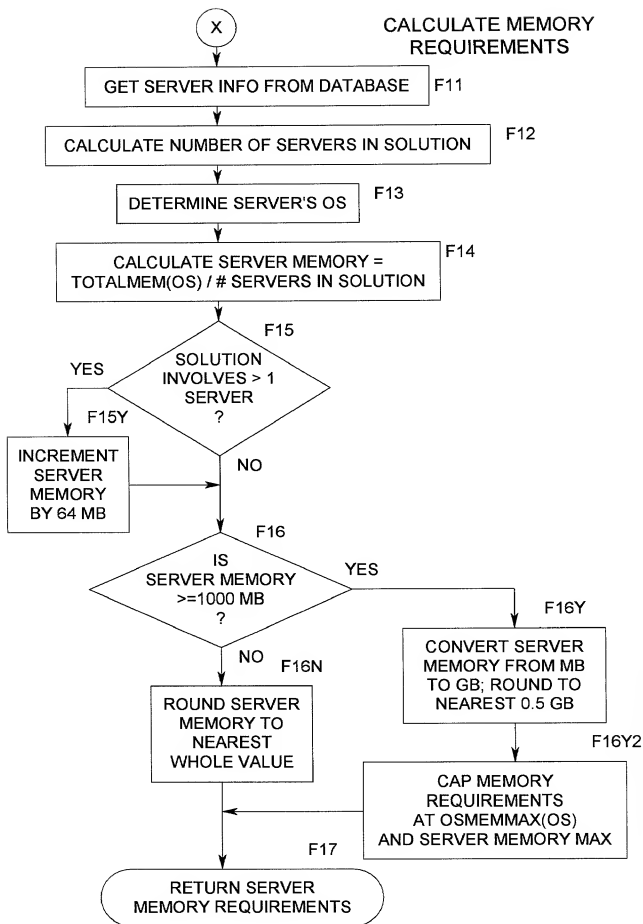 X
CALCULATE MEMORY
REQUIREMENTS
GET SERVER INFO FROM DATABASE
F11
CALCULATE NUMBER OF SERVERS IN SOLUTION
F12
DETERMINE SERVER'S OS
F13
CALCULATE SERVER MEMORY =
TOTALMEM(OS) / # SERVERS IN SOLUTION
F14
F15
SOLUTION
INVOLVES > 1
SERVER
?
YES
F15Y
INCREMENT
SERVER
MEMORY
BY 64 MB
NO
F16
IS
SERVER MEMORY
>=1000 MB
?
YES
F16Y
CONVERT SERVER
MEMORY FROM MB
TO GB; ROUND TO
NEAREST 0.5 GB
NO
F16N
ROUND SERVER
MEMORY TO
NEAREST
WHOLE VALUE
F16Y2
CAP MEMORY
REQUIREMENTS
AT OSMEMMAX(OS)
AND SERVER MEMORY MAX
F17
RETURN SERVER
MEMORY REQUIREMENTS